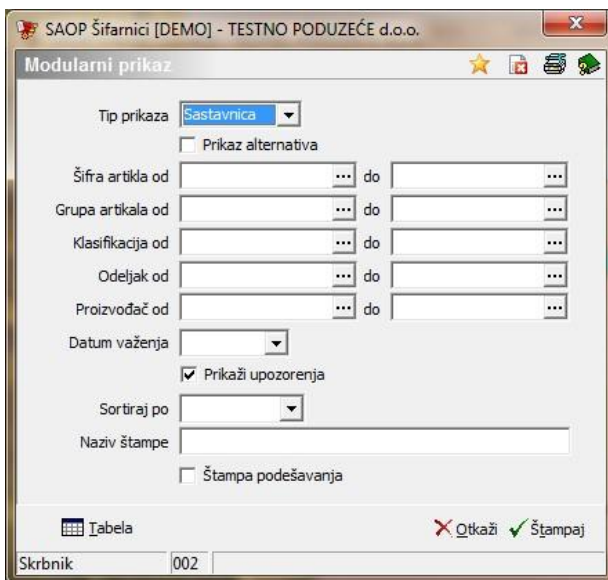 SAOP Šifarnici [DEMO] - TESTNO PODUZEĆE d.o.o.
Modularni prikaz
Tip prikaza Sastavnica
Prikaz alternativa
Šifra artikla od ... do ...
Grupa artikala od ... do ...
Klasifikacija od ... do ...
Odeljak od ... do ...
Proizvođač od ... do ...
Datum važenja
Prikaži upozorenja
Sortiraj po
Naziv štampe
Štampa podešavanja
Tabela Otkaži Štampaj
Skrbnik 002